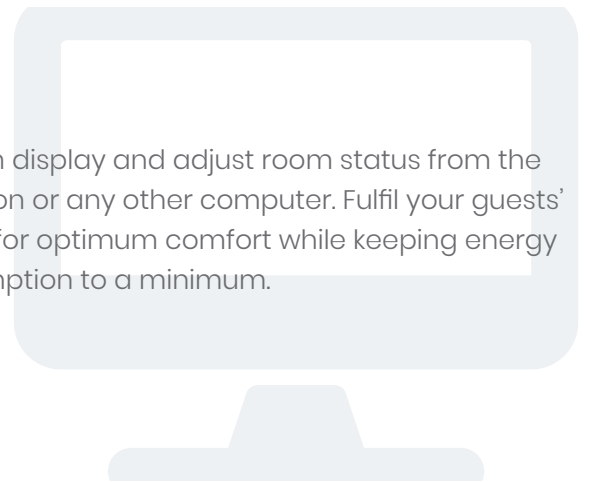 n display and adjust room status from the
on or any other computer. Fulfil your guests’
for optimum comfort while keeping energy
mption to a minimum.